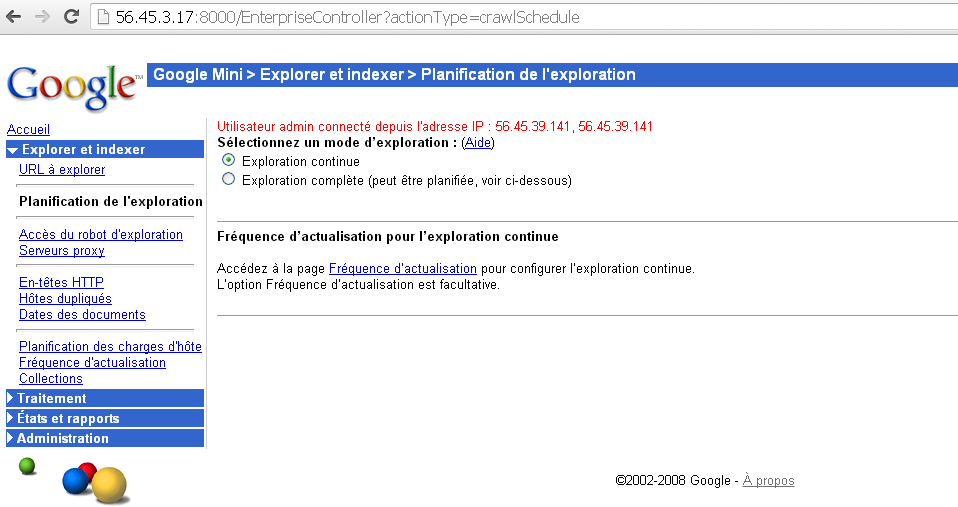 56.45.3.17:8000/EnterpriseController?actionType=crawlSchedule
Google™
Google Mini > Explorer et indexer > Planification de l'exploration
Accueil
Explorer et indexer
URL à explorer
Planification de l'exploration
Accès du robot d'exploration
Serveurs proxy
En-têtes HTTP
Hôtes dupliqués
Dates des documents
Planification des charges d'hôte
Fréquence d'actualisation
Collections
Traitement
États et rapports
Administration
Utilisateur admin connecté depuis l'adresse IP : 56.45.39.141, 56.45.39.141
Sélectionnez un mode d'exploration : (Aide)
Exploration continue
Exploration complète (peut être planifiée, voir ci-dessous)
Fréquence d'actualisation pour l'exploration continue
Accédez à la page Fréquence d'actualisation pour configurer l'exploration continue.
L'option Fréquence d'actualisation est facultative.
©2002-2008 Google - À propos